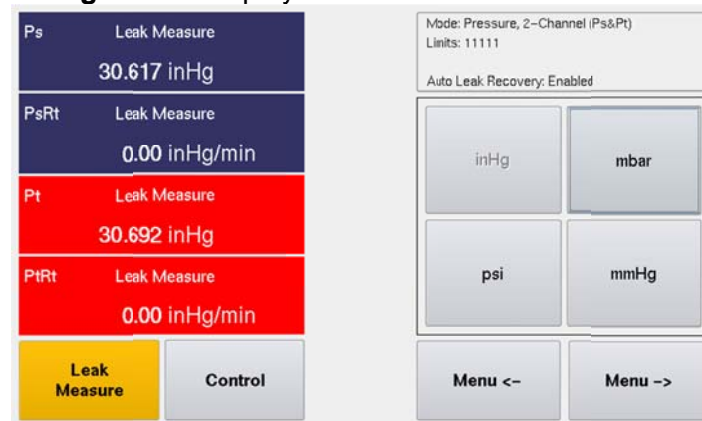 Ps Leak Measure
30.617 inHg
PsRt Leak Measure
0.00 inHg/min
Pt Leak Measure
30.692 inHg
PtRt Leak Measure
0.00 inHg/min
Leak
Measure
Control
Mode: Pressure, 2-Channel (Ps&Pt)
Limits: 11111
Auto Leak Recovery: Enabled
inHg mbar
psi mmHg
Menu <- Menu ->